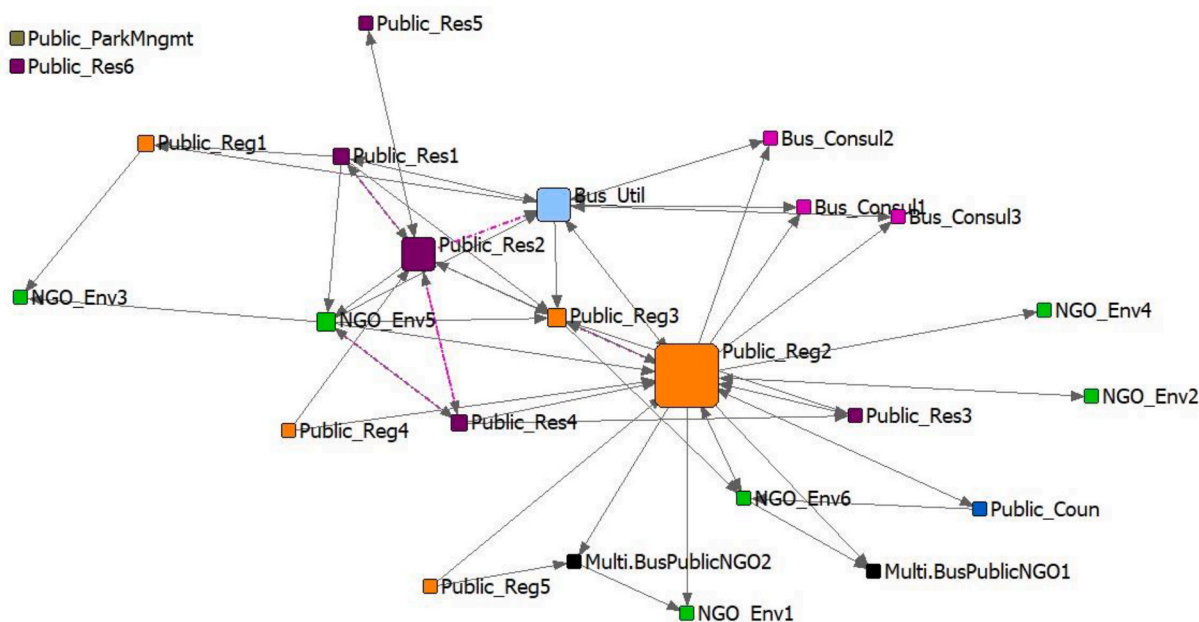 Public_Res5
Public_ParkMngmt
Public_Res6
Public_Reg1
Bus_Consul2
Public_Res1
Bus_Util
Bus_Consul1
Bus_Consul3
Public_Res2
NGO_Env3
NGO_Env4
NGO_Env5
Public_Reg3
Public_Reg2
NGO_Env2
Public_Res3
Public_Res4
Public_Reg4
NGO_Env6
Public_Coun
Multi.BusPublicNGO2
Multi.BusPublicNGO1
Public_Reg5
NGO_Env1